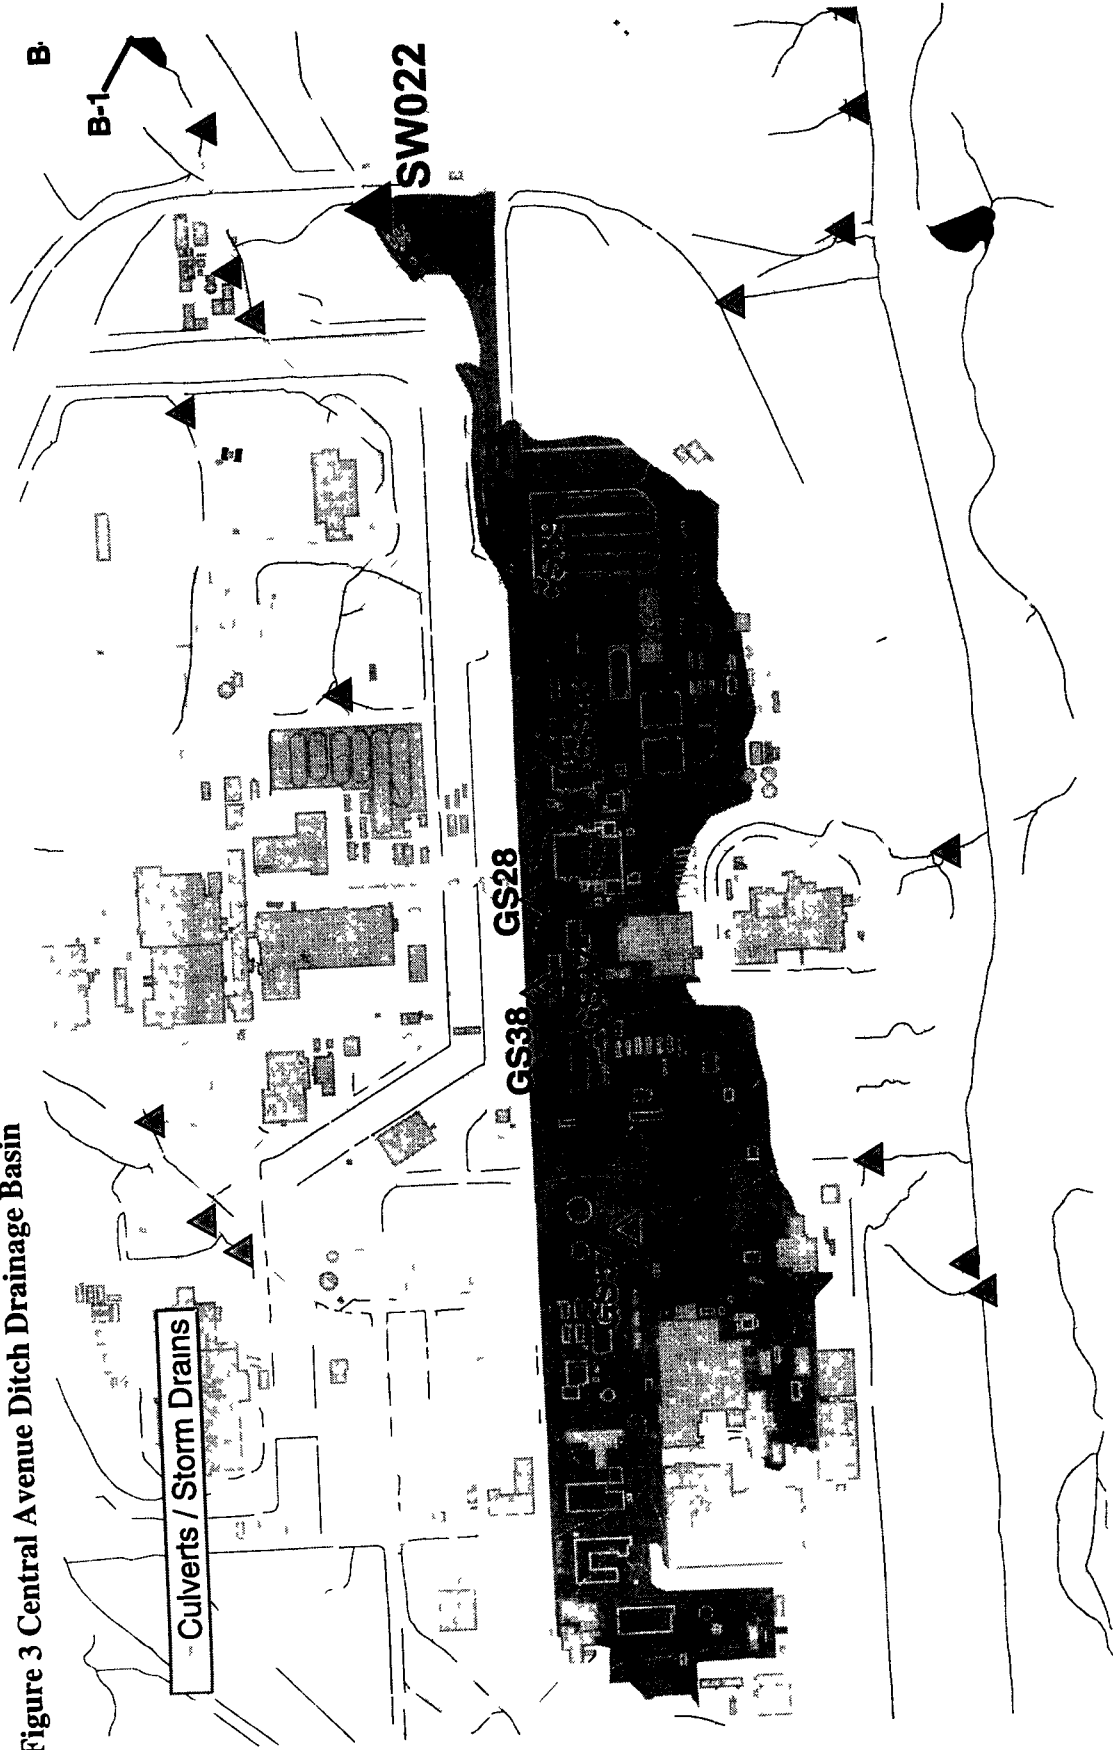 Figure 3 Central Avenue Ditch Drainage Basin
Culverts / Storm Drains
B-1
B
SW022
GS28
GS38